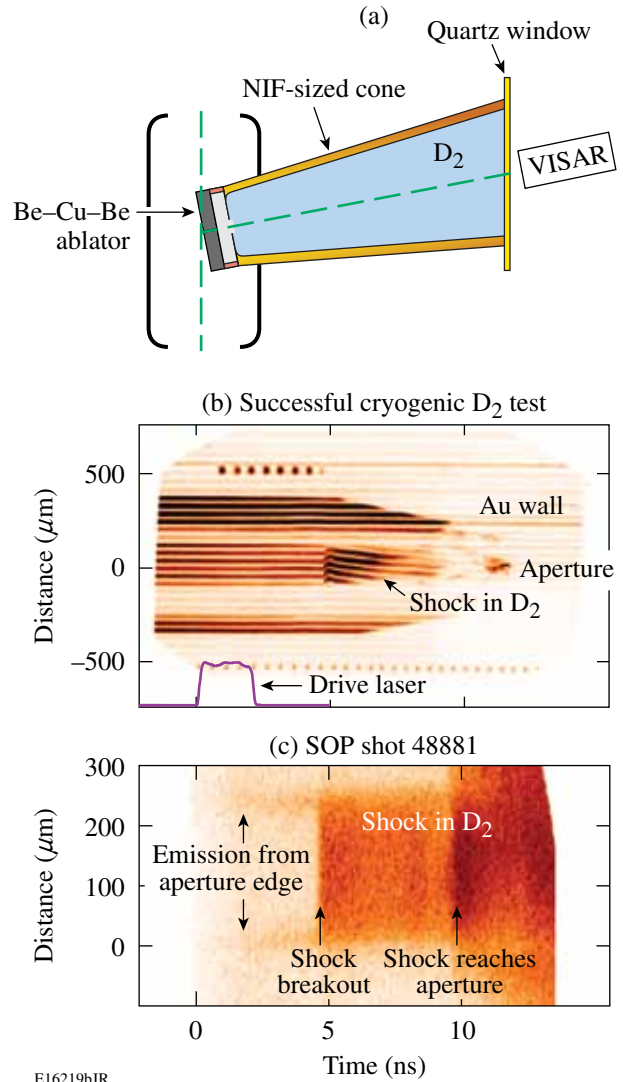 (a)
Quartz window
NIF-sized cone
D2
VISAR
Be–Cu–Be
ablator
(b) Successful cryogenic D2 test
Distance (μm)
500
0
–500
Au wall
Aperture
Shock in D2
Drive laser
(c) SOP shot 48881
Distance (μm)
300
200
100
0
Shock in D2
Emission from
aperture edge
Shock
breakout
Shock reaches
aperture
0
5
10
Time (ns)
E16219bJR